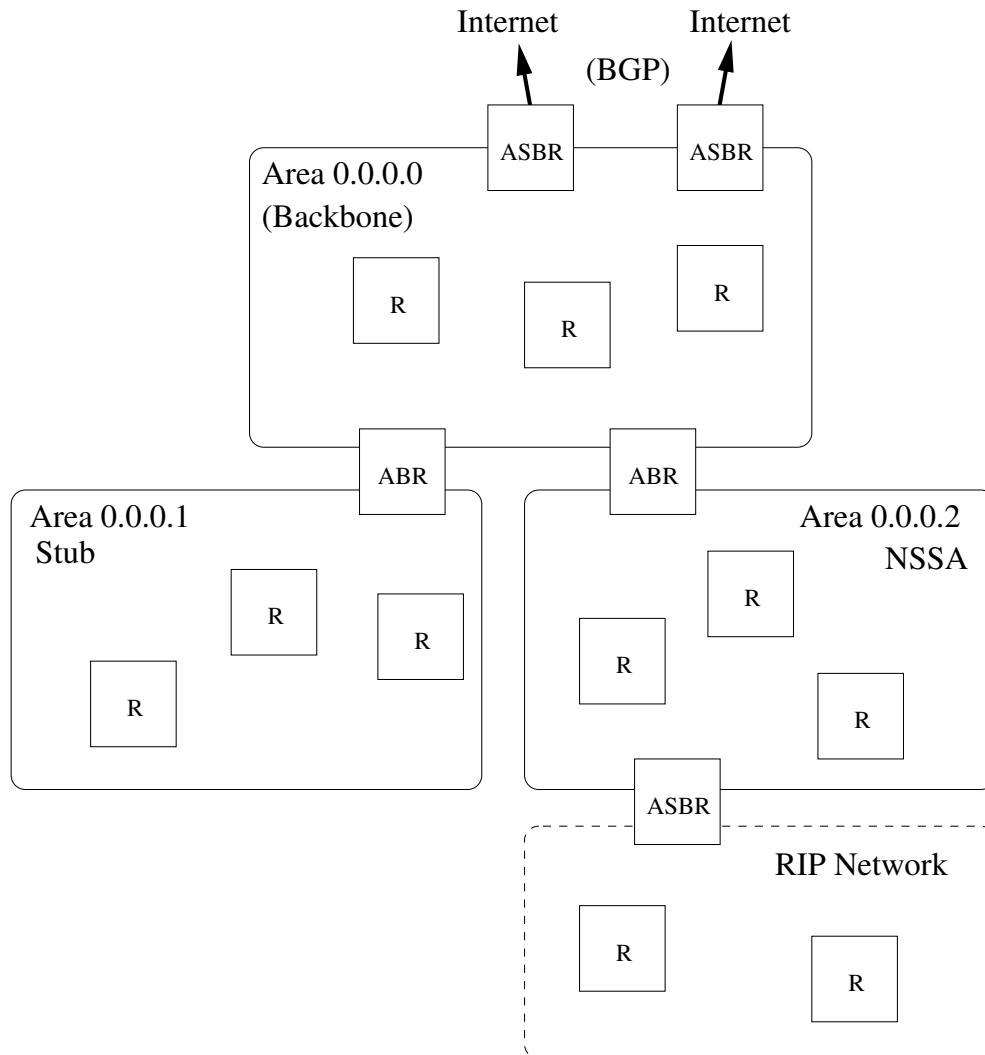 Internet
Internet
(BGP)
ASBR
ASBR
Area 0.0.0.0
(Backbone)
R
R
R
ABR
ABR
Area 0.0.0.1
Stub
R
R
R
Area 0.0.0.2
NSSA
R
R
R
ASBR
RIP Network
R
R